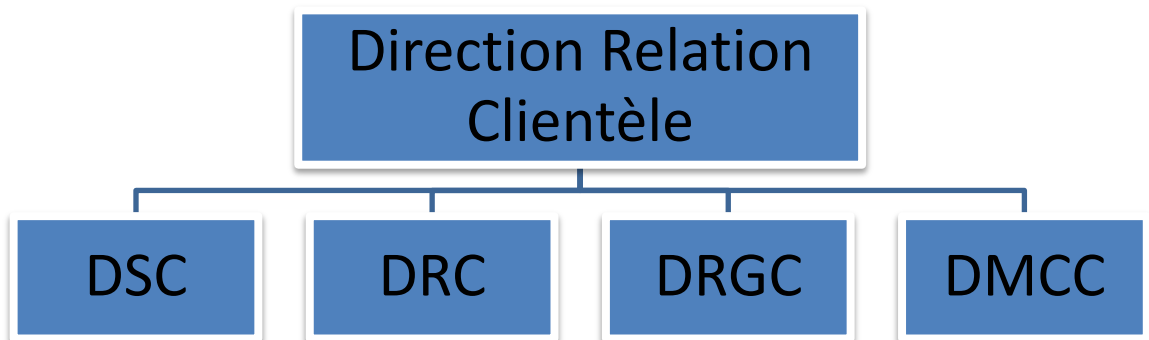 Direction Relation
Clientèle
DSC
DRC
DRGC
DMCC